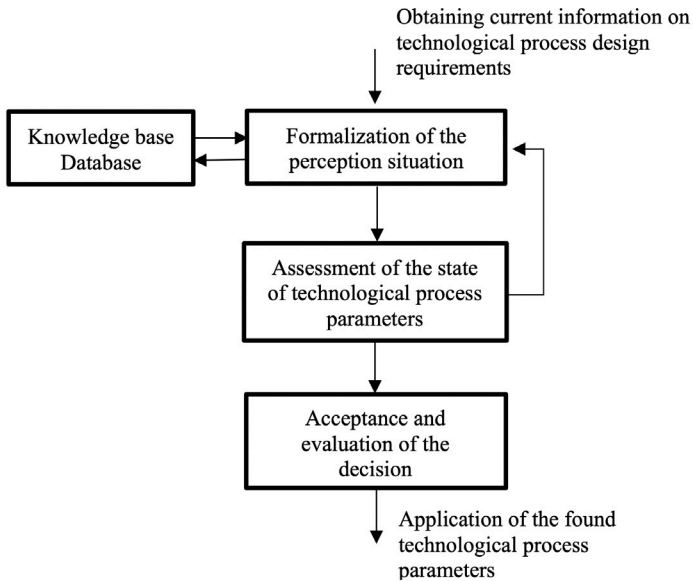 Obtaining current information on
technological process design
requirements
Knowledge base
Database
Formalization of the
perception situation
Assessment of the state
of technological process
parameters
Acceptance and
evaluation of the
decision
Application of the found
technological process
parameters